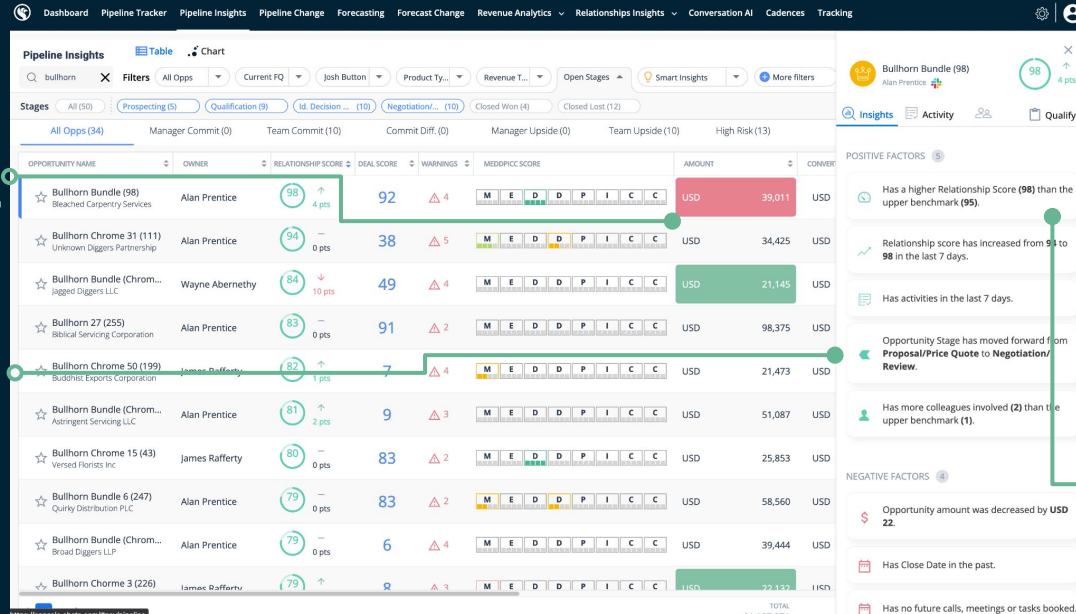 Dashboard Pipeline Tracker Pipeline Insights Pipeline Change Forecasting Forecast Change Revenue Analytics Relationships Insights Conversation AI Cadences Tracking
Pipeline Insights Table Chart
bullhorn X Filters All Opps Current FQ Josh Button Product Ty... Revenue T... Open Stages Smart Insights More filters
Stages All (50) Prospecting (5) Qualification (9) Id. Decision ... (10) Negotiation/... (10) Closed Won (4) Closed Lost (12)
All Opps (34) Manager Commit (0) Team Commit (10) Commit Diff. (0) Manager Upside (0) Team Upside (10) High Risk (13)
OPPORTUNITY NAME OWNER RELATIONSHIP SCORE DEAL SCORE WARNINGS MEDDPICC SCORE AMOUNT CONVERT
Bullhorn Bundle (98) Alan Prentice 98 4 pts 92 4 M E D D P I C C USD 39,011 USD
Bleached Carpentry Services
Bullhorn Chrome 31 (111) Alan Prentice 94 0 pts 38 5 M E D D P I C C USD 34,425 USD
Unknown Diggers Partnership
Bullhorn Bundle (Chrom... Wayne Abernethy 84 10 pts 49 4 M E D D P I C C USD 21,145 USD
Jagged Diggers LLC
Bullhorn 27 (255) Alan Prentice 83 0 pts 91 2 M E D D P I C C USD 98,375 USD
Biblical Servicing Corporation
Bullhorn Chrome 50 (199) James Rafferty 82 1 pts 7 4 M E D D P I C C USD 21,473 USD
Buddhist Exports Corporation
Bullhorn Bundle (Chrom... Alan Prentice 81 2 pts 9 3 M E D D P I C C USD 51,087 USD
Astringent Servicing LLC
Bullhorn Chrome 15 (43) James Rafferty 80 0 pts 83 2 M E D D P I C C USD 25,853 USD
Versed Florists Inc
Bullhorn Bundle 6 (247) Alan Prentice 79 0 pts 83 2 M E D D P I C C USD 58,560 USD
Quirky Distribution PLC
Bullhorn Bundle (Chrom... Alan Prentice 79 0 pts 6 4 M E D D P I C C USD 39,444 USD
Broad Diggers LLP
Bullhorn Chorme 3 (226) James Rafferty 79 8 3 M E D D P I C C USD 22,132 USD
TOTAL
Bullhorn Bundle (98) 98 4 pts
Alan Prentice
Insights Activity Qualify
POSITIVE FACTORS 5
Has a higher Relationship Score (98) than the
upper benchmark (95).
Relationship score has increased from 94 to
98 in the last 7 days.
Has activities in the last 7 days.
Opportunity Stage has moved forward from
Proposal/Price Quote to Negotiation/
Review.
Has more colleagues involved (2) than the
upper benchmark (1).
NEGATIVE FACTORS 4
Opportunity amount was decreased by USD
22.
Has Close Date in the past.
Has no future calls, meetings or tasks booked.